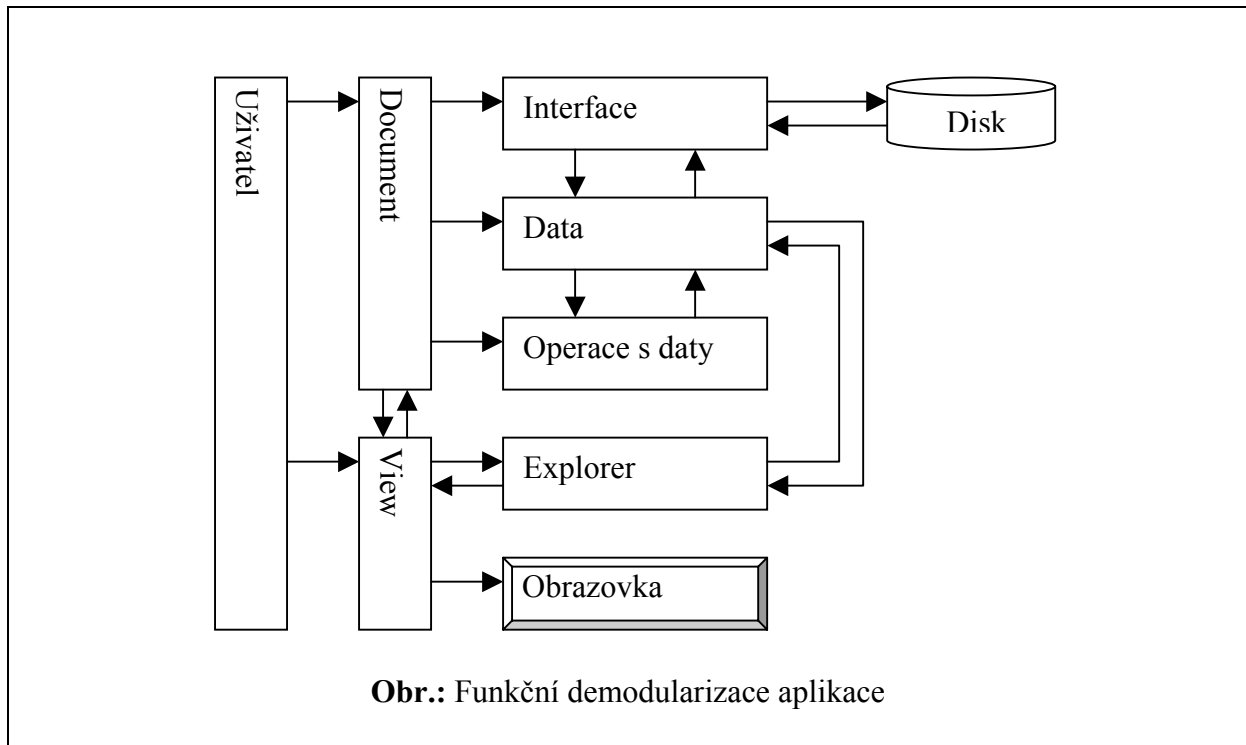 Uživatel
Document
Interface
Disk
Data
Operace s daty
View
Explorer
Obrazovka
Obr.: Funkční demodularizace aplikace